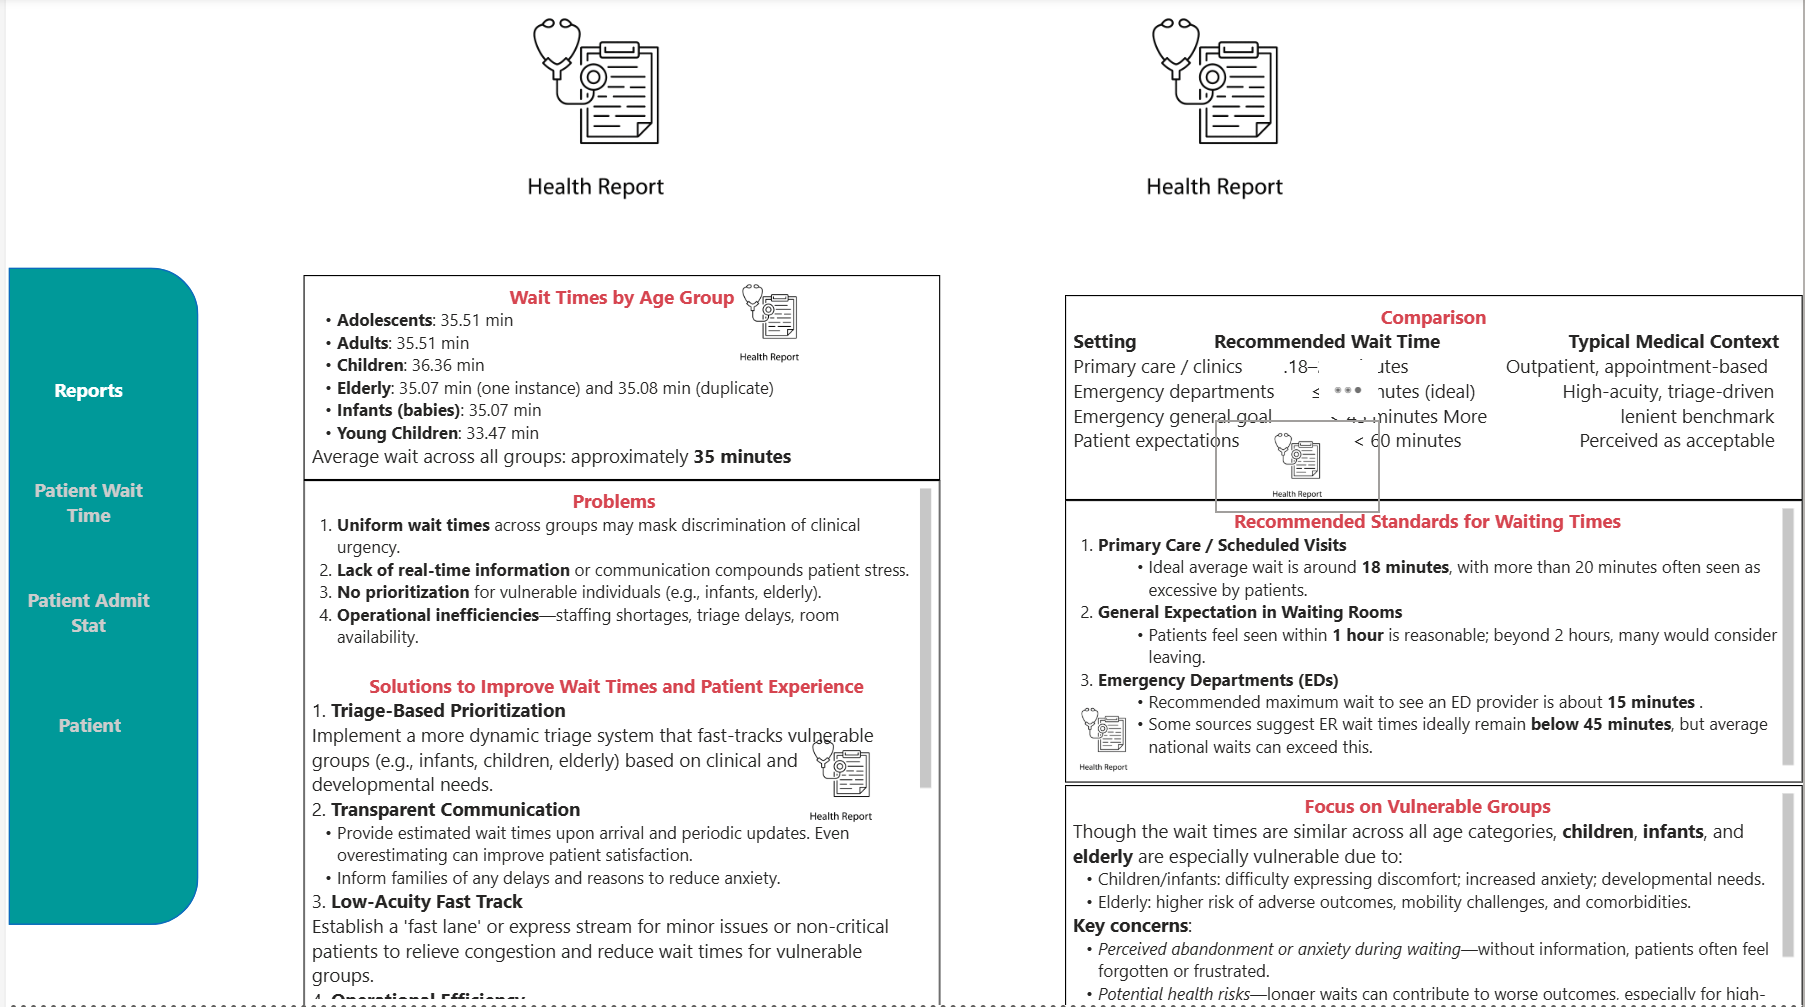 Health Report
Health Report
Reports
Patient Wait
Time
Patient Admit
Stat
Patient
Wait Times by Age Group
• Adolescents: 35.51 min
• Adults: 35.51 min
• Children: 36.36 min
• Elderly: 35.07 min (one instance) and 35.08 min (duplicate)
• Infants (babies): 35.07 min
• Young Children: 33.47 min
Average wait across all groups: approximately 35 minutes
Health Report
Problems
1. Uniform wait times across groups may mask discrimination of clinical
urgency.
2. Lack of real-time information or communication compounds patient stress.
3. No prioritization for vulnerable individuals (e.g., infants, elderly).
4. Operational inefficiencies—staffing shortages, triage delays, room
availability.
Solutions to Improve Wait Times and Patient Experience
1. Triage-Based Prioritization
Implement a more dynamic triage system that fast-tracks vulnerable
groups (e.g., infants, children, elderly) based on clinical and
developmental needs.
Health Report
2. Transparent Communication
• Provide estimated wait times upon arrival and periodic updates. Even
overestimating can improve patient satisfaction.
• Inform families of any delays and reasons to reduce anxiety.
3. Low-Acuity Fast Track
Establish a 'fast lane' or express stream for minor issues or non-critical
patients to relieve congestion and reduce wait times for vulnerable
groups.
4. Operational Efficiency
Comparison
Setting Recommended Wait Time Typical Medical Context
Primary care / clinics .18– Outpatient, appointment-based
Emergency departments ≤ (ideal) High-acuity, triage-driven
Emergency general goal minutes More lenient benchmark
Patient expectations < 60 minutes Perceived as acceptable
Health Report
Recommended Standards for Waiting Times
1. Primary Care / Scheduled Visits
• Ideal average wait is around 18 minutes, with more than 20 minutes often seen as
excessive by patients.
2. General Expectation in Waiting Rooms
• Patients feel seen within 1 hour is reasonable; beyond 2 hours, many would consider
leaving.
3. Emergency Departments (EDs)
• Recommended maximum wait to see an ED provider is about 15 minutes .
• Some sources suggest ER wait times ideally remain below 45 minutes, but average
national waits can exceed this.
Health Report
Focus on Vulnerable Groups
Though the wait times are similar across all age categories, children, infants, and
elderly are especially vulnerable due to:
• Children/infants: difficulty expressing discomfort; increased anxiety; developmental needs.
• Elderly: higher risk of adverse outcomes, mobility challenges, and comorbidities.
Key concerns:
• Perceived abandonment or anxiety during waiting—without information, patients often feel
forgotten or frustrated.
• Potential health risks—longer waits can contribute to worse outcomes, especially for high-